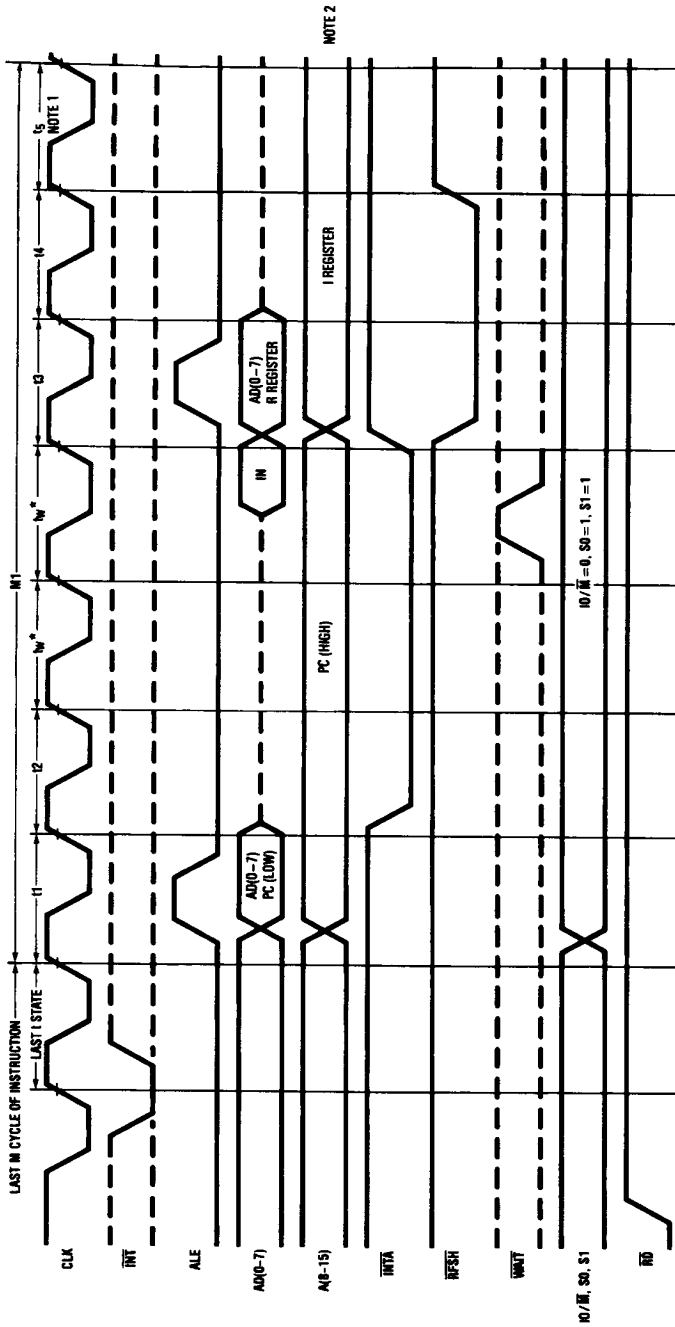 LAST M CYCLE OF INSTRUCTION
M1
LAST t STATE
t1
t2
tw*
tw*
t3
t4
t5
NOTE 1
CLK
INT
ALE
AD(0–7)
AD(0–7)
PC (LOW)
IN
AD(0–7)
R REGISTER
A(8–15)
PC (HIGH)
I REGISTER
NOTE 2
INTA
RFSH
WAIT
IO/M, S0, S1
IO/M=0, S0=1, S1=1
RD